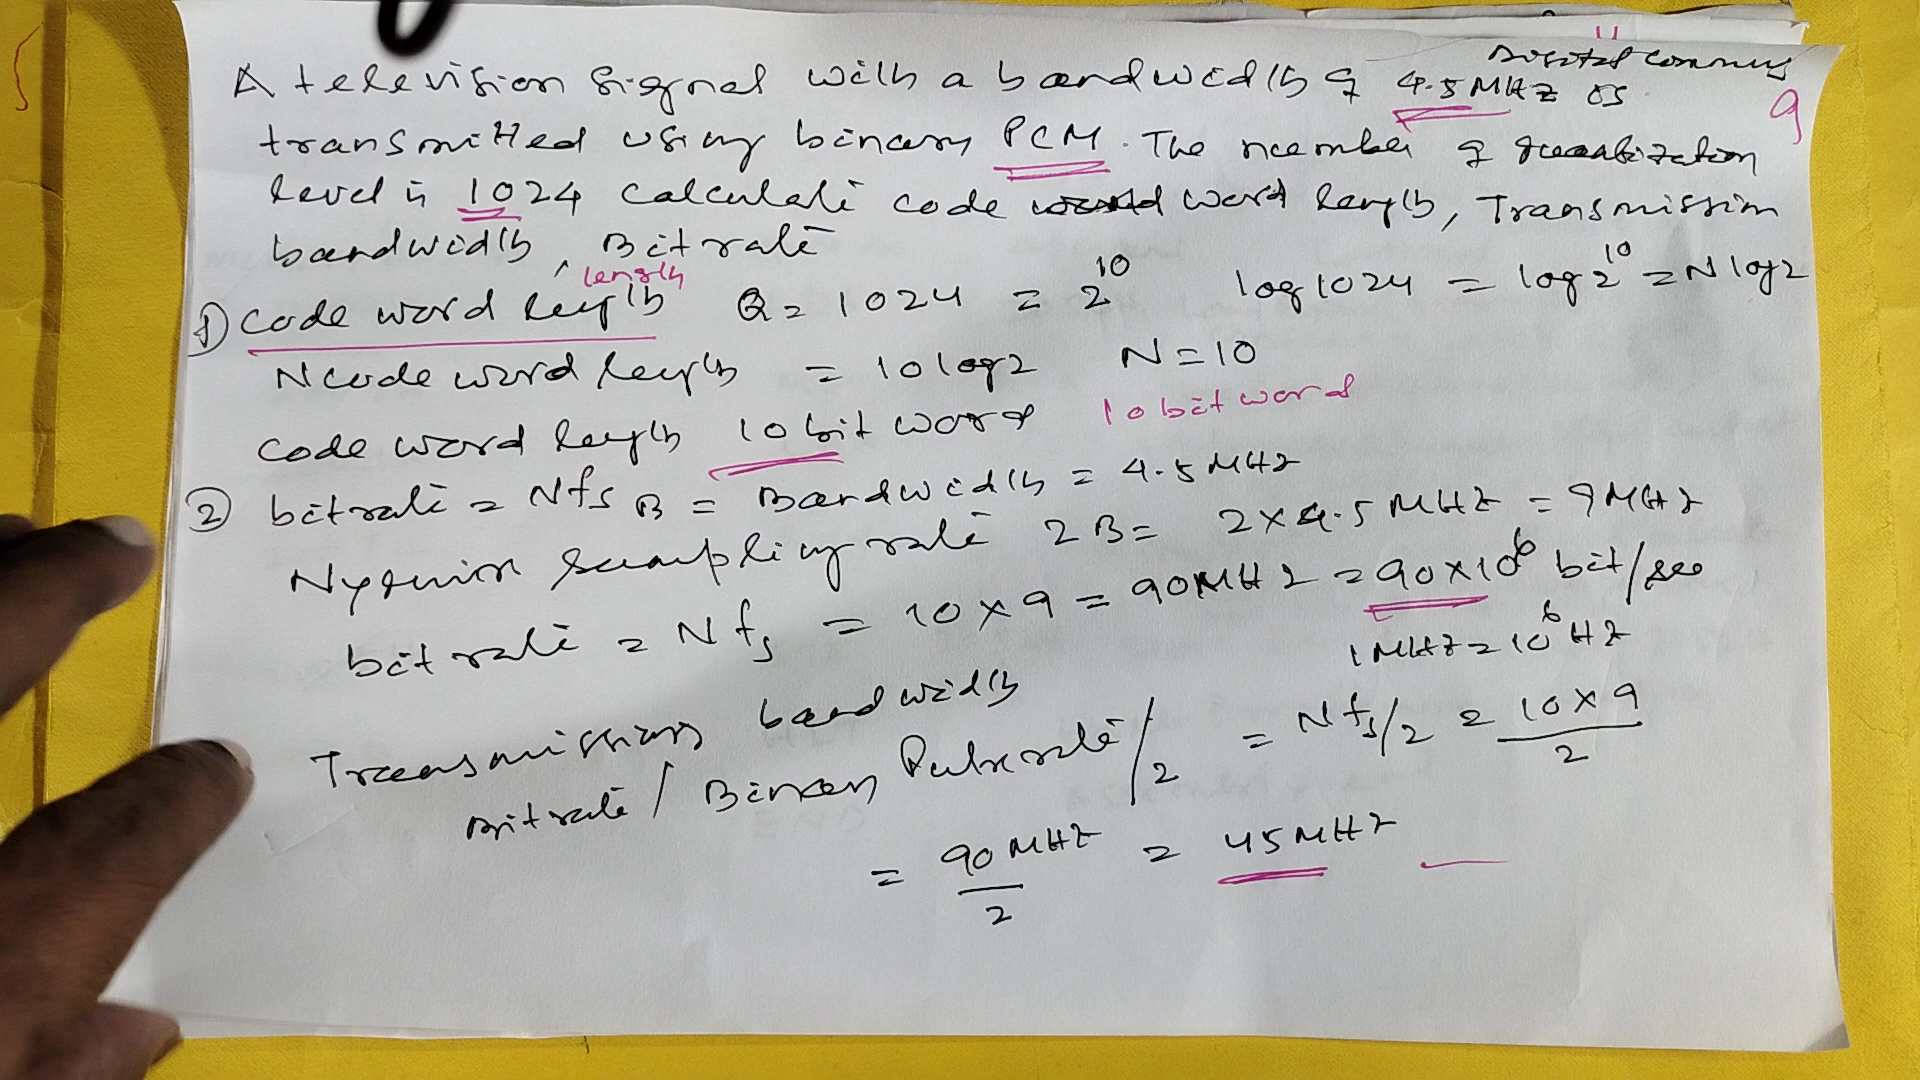 Digital Commus
9
A television signal with a bandwidth of 4.5 MHz is
transmitted using binary PCM. The number of quantization
level is 1024 calculate code word length, Transmission
bandwidth, Bit rate
length
1) Code word length Q = 1024 = 2^10 log 1024 = log 2^10 = N log 2
N code word length = 10 log 2 N = 10
code word length 10 bit word 10 bit word
2) bit rate = Nfs B = Bandwidth = 4.5 MHz
Nyquist sampling rate 2B = 2 x 4.5 MHz = 9 MHz
bit rate = Nfs = 10 x 9 = 90 MHz = 90 x 10^6 bit/sec
1 MHz = 10^6 Hz
Transmission bandwidth
Bit rate / Binary Pulse rate / 2 = Nfs/2 = 10 x 9 / 2
= 90 MHz / 2 = 45 MHz